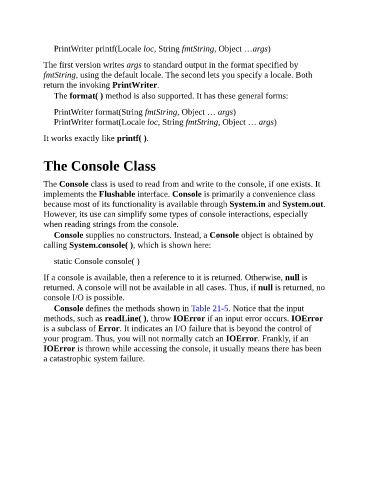 PrintWriter printf(Locale loc, String fmtString, Object …args)
The first version writes args to standard output in the format specified by
fmtString, using the default locale. The second lets you specify a locale. Both
return the invoking PrintWriter.
The format( ) method is also supported. It has these general forms:
PrintWriter format(String fmtString, Object … args)
PrintWriter format(Locale loc, String fmtString, Object … args)
It works exactly like printf( ).
The Console Class
The Console class is used to read from and write to the console, if one exists. It
implements the Flushable interface. Console is primarily a convenience class
because most of its functionality is available through System.in and System.out.
However, its use can simplify some types of console interactions, especially
when reading strings from the console.
Console supplies no constructors. Instead, a Console object is obtained by
calling System.console( ), which is shown here:
static Console console( )
If a console is available, then a reference to it is returned. Otherwise, null is
returned. A console will not be available in all cases. Thus, if null is returned, no
console I/O is possible.
Console defines the methods shown in Table 21-5. Notice that the input
methods, such as readLine( ), throw IOError if an input error occurs. IOError
is a subclass of Error. It indicates an I/O failure that is beyond the control of
your program. Thus, you will not normally catch an IOError. Frankly, if an
IOError is thrown while accessing the console, it usually means there has been
a catastrophic system failure.